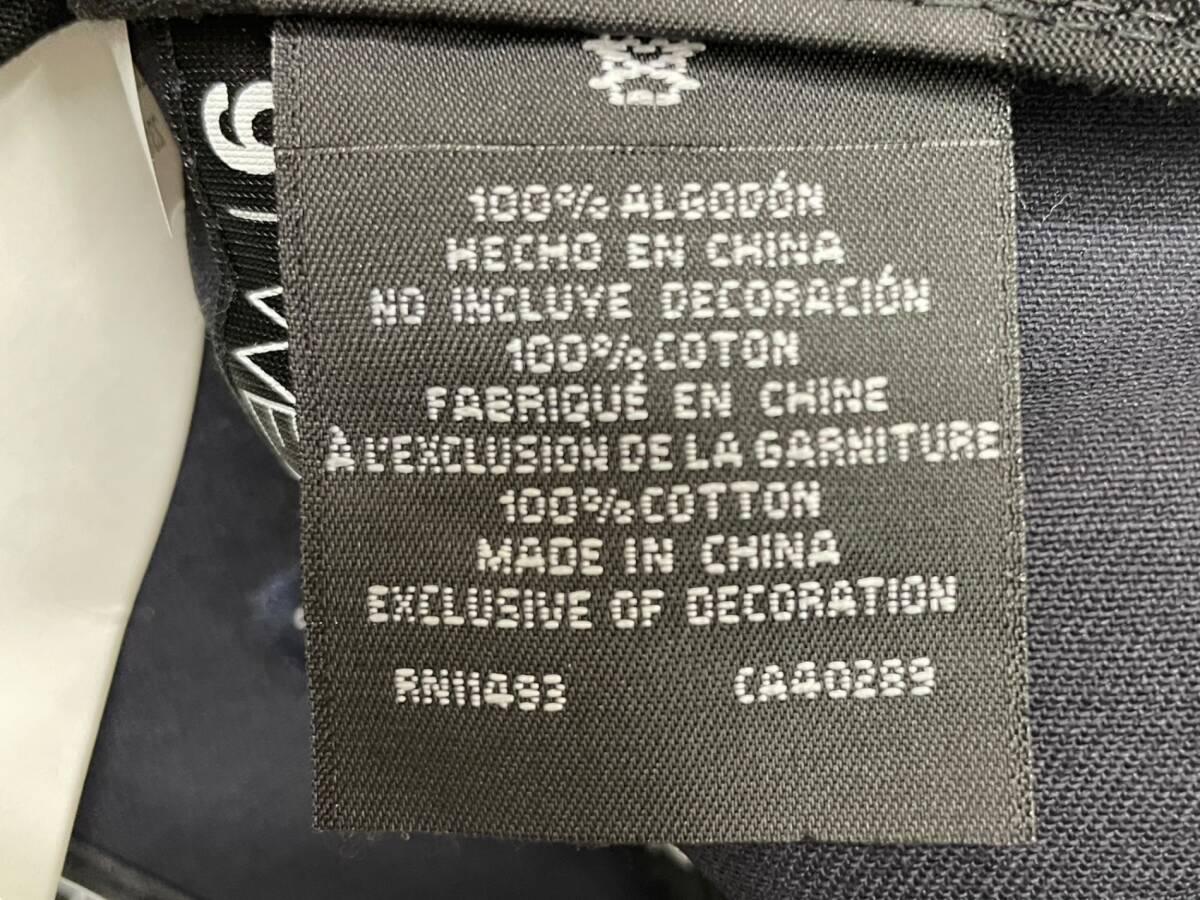 100% ALGODÓN
HECHO EN CHINA
NO INCLUYE DECORACIÓN
100% COTON
FABRIQUÉ EN CHINE
À L'EXCLUSION DE LA GARNITURE
100% COTTON
MADE IN CHINA
EXCLUSIVE OF DECORATION
RN11493 CA40289